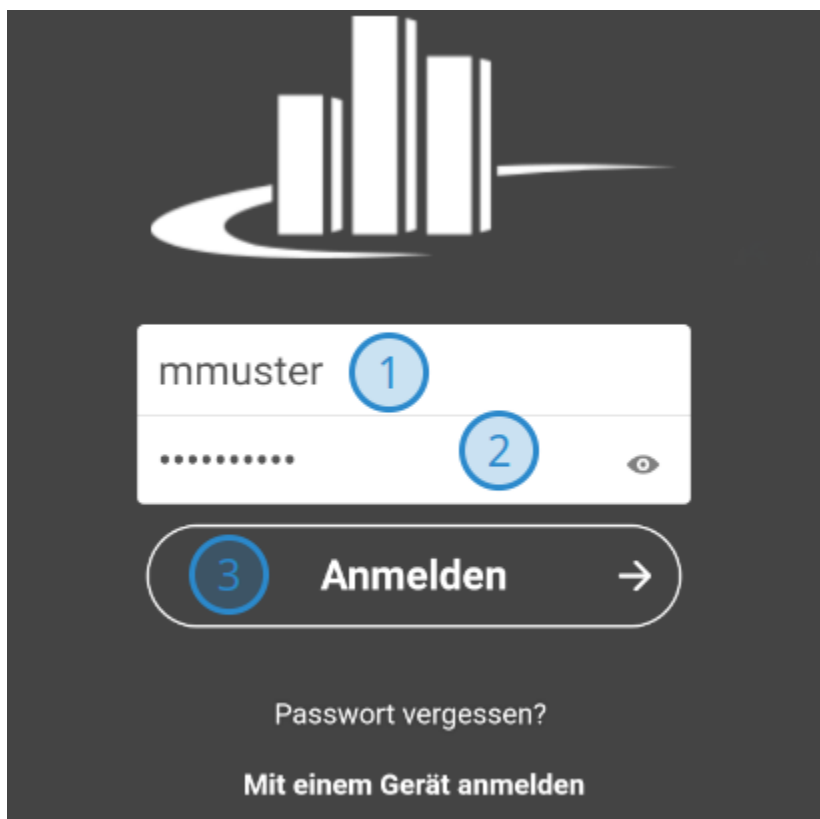 mmuster 1
•••••••••• 2
3 Anmelden →
Passwort vergessen?
Mit einem Gerät anmelden